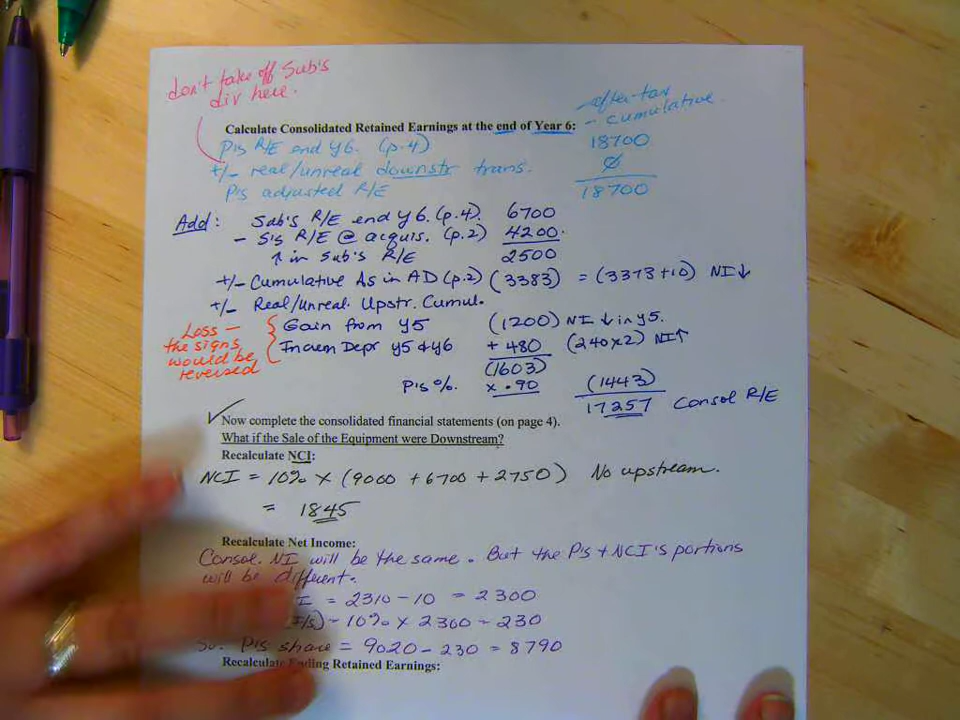 don't take off Sub's
div here.
after-tax
- cumulative
Calculate Consolidated Retained Earnings at the end of Year 6:
P's R/E end y6. (p.4) 18700
+/- real/unreal downstr trans. Ø
P's adjusted R/E 18700
Add: Sub's R/E end y6. (p.4). 6700
- S's R/E @ acquis. (p.2) 4200.
↑ in Sub's R/E 2500
+/- Cumulative Δs in AD (p.2) (3383) = (3373+10) NI↓
+/- Real/Unreal. Upstr. Cumul.
Loss - Gain from y5 (1200) NI ↓ in y5.
the signs Increm Depr y5 & y6 + 480 (240x2) NI↑
would be (1603)
reversed
P's %. x .90 (1443)
17257 Consol R/E
✓ Now complete the consolidated financial statements (on page 4).
What if the Sale of the Equipment were Downstream?
Recalculate NCI:
NCI = 10% x (9000 + 6700 + 2750) No upstream.
= 1845
Recalculate Net Income:
Consol. NI will be the same. But the P's + NCI's portions
will be different.
I = 2310 - 10 = 2300
I/s) - 10% x 2300 - 230
P's share = 9020 - 230 = 8790
Recalculate Ending Retained Earnings: